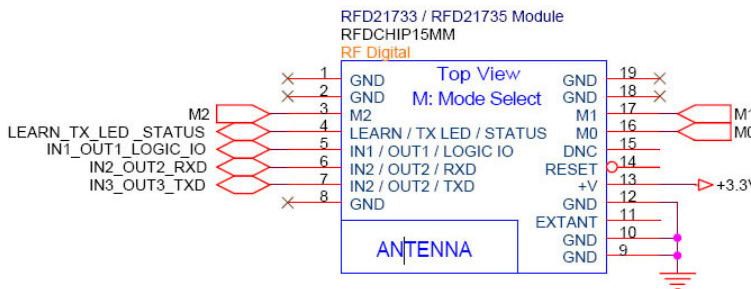 RFD21733 / RFD21735 Module
RFDCHIP15MM
RF Digital
Top View
M: Mode Select
1 GND GND 19
2 GND GND 18
M2 3 M2 M1 17 M1
LEARN_TX_LED _STATUS 4 LEARN / TX LED / STATUS M0 16 M0
IN1_OUT1_LOGIC_IO 5 IN1 / OUT1 / LOGIC IO DNC 15
IN2_OUT2_RXD 6 IN2 / OUT2 / RXD RESET 14
IN3_OUT3_TXD 7 IN2 / OUT2 / TXD +V 13 +3.3V
8 GND GND 12
EXTANT 11
GND 10
GND 9
ANTENNA